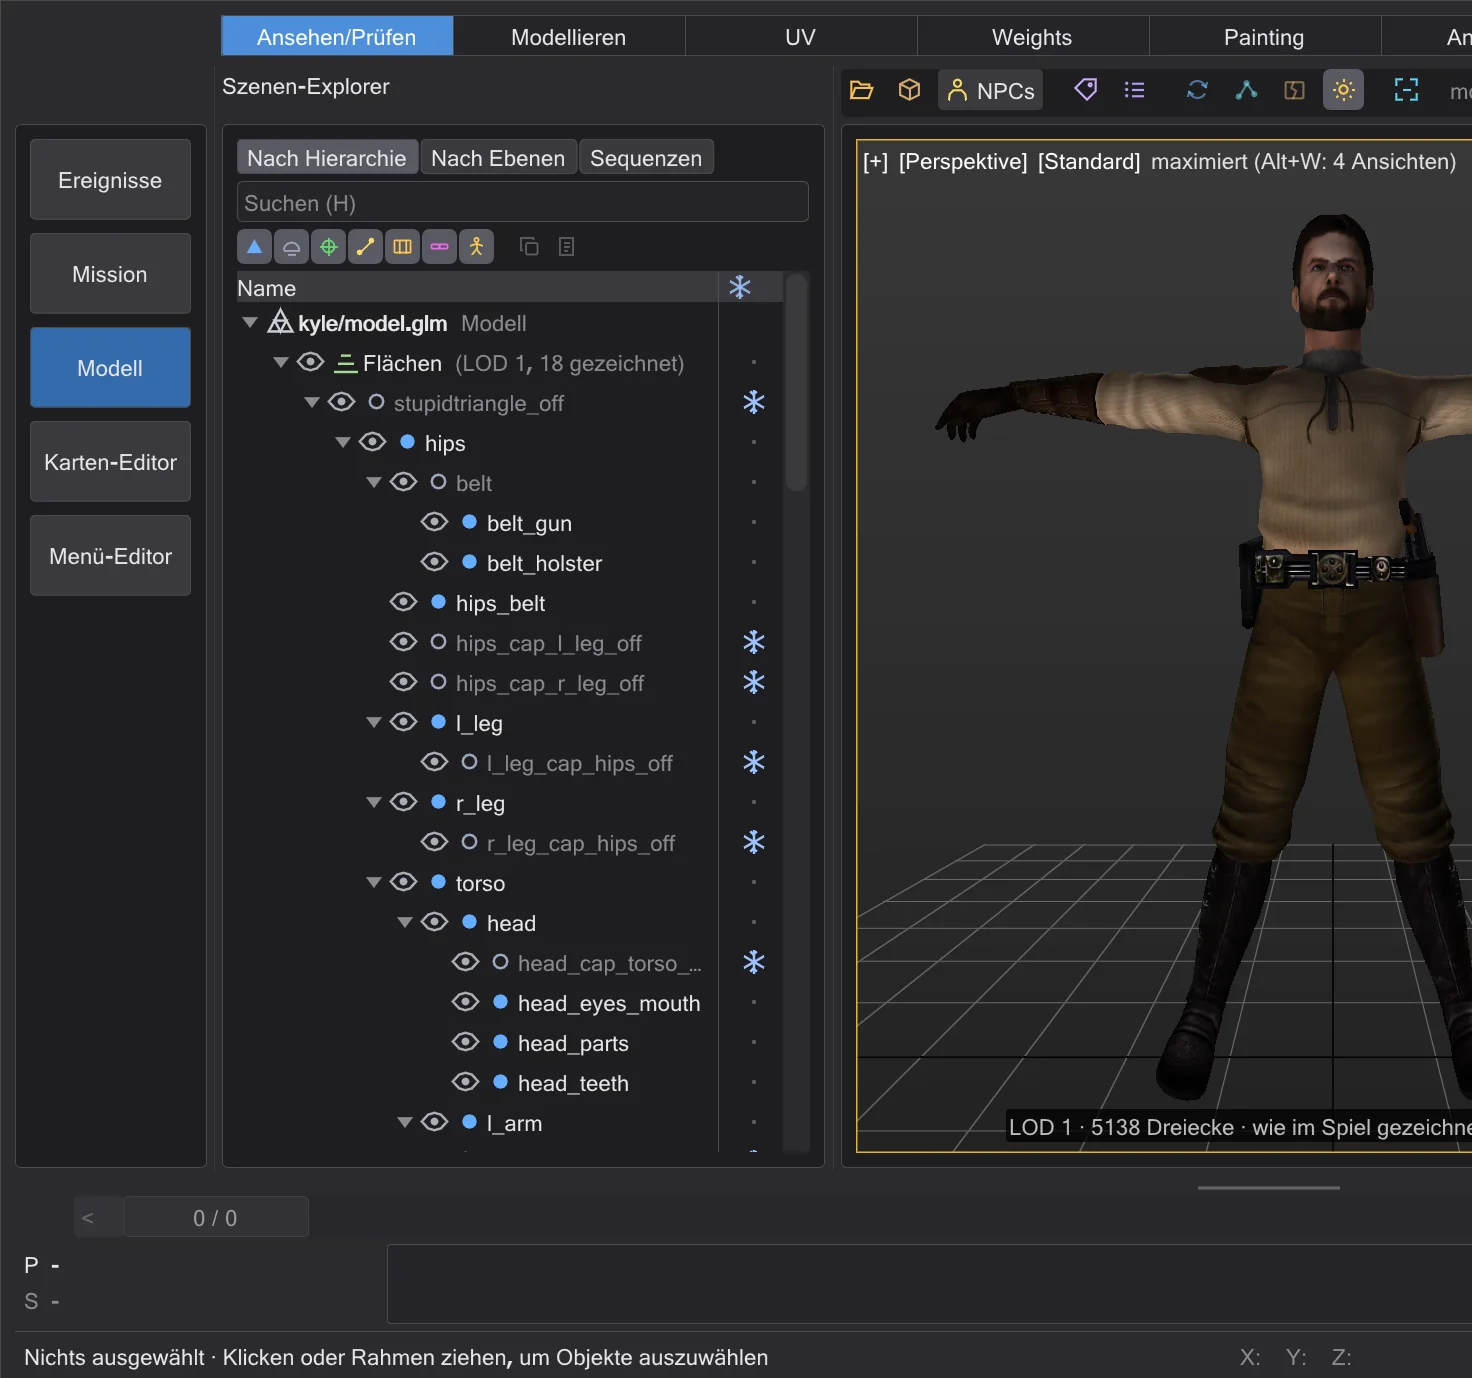 Ansehen/Prüfen Modellieren UV Weights Painting An
Szenen-Explorer
NPCs
Ereignisse
Mission
Modell
Karten-Editor
Menü-Editor
Nach Hierarchie Nach Ebenen Sequenzen
Suchen (H)
Name
kyle/model.glm Modell
Flächen (LOD 1, 18 gezeichnet)
stupidtriangle_off
hips
belt
belt_gun
belt_holster
hips_belt
hips_cap_l_leg_off
hips_cap_r_leg_off
l_leg
l_leg_cap_hips_off
r_leg
r_leg_cap_hips_off
torso
head
head_cap_torso_...
head_eyes_mouth
head_parts
head_teeth
l_arm
[+] [Perspektive] [Standard] maximiert (Alt+W: 4 Ansichten)
LOD 1 · 5138 Dreiecke · wie im Spiel gezeichne
< 0 / 0
P -
S -
Nichts ausgewählt · Klicken oder Rahmen ziehen, um Objekte auszuwählen
X: Y: Z: